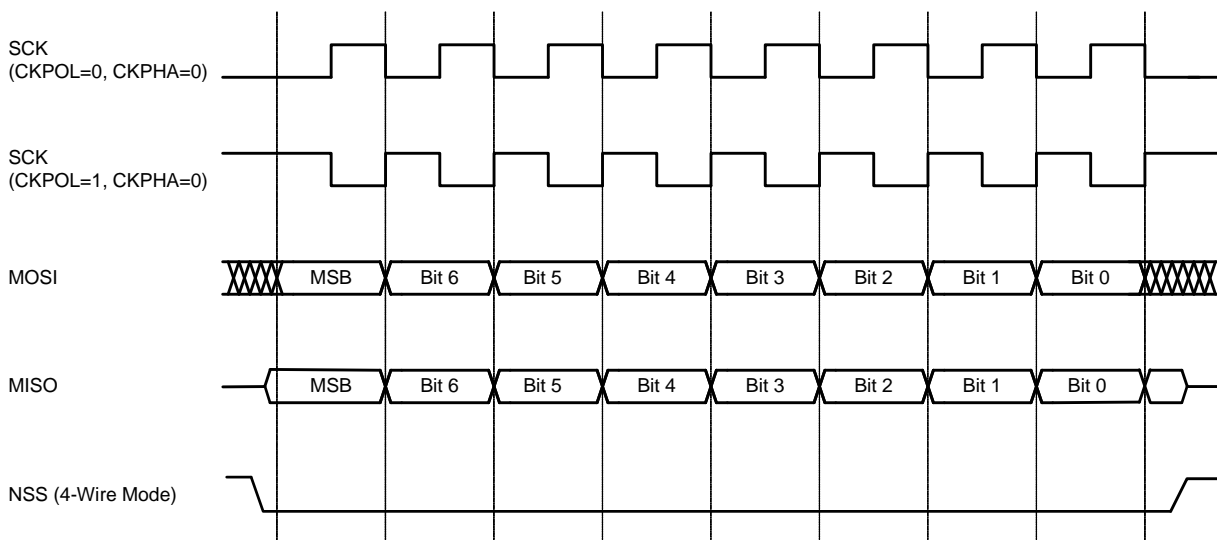 SCK
(CKPOL=0, CKPHA=0)
SCK
(CKPOL=1, CKPHA=0)
MOSI MSB Bit 6 Bit 5 Bit 4 Bit 3 Bit 2 Bit 1 Bit 0
MISO MSB Bit 6 Bit 5 Bit 4 Bit 3 Bit 2 Bit 1 Bit 0
NSS (4-Wire Mode)